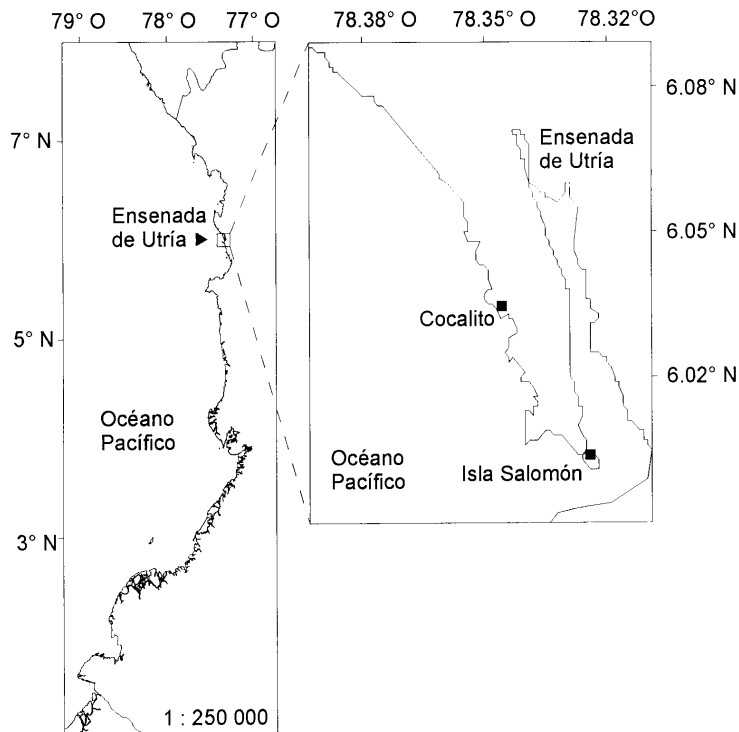 79° O 78° O 77° O
7° N
Ensenada
de Utría
5° N
Océano
Pacífico
3° N
1 : 250 000
78.38° O 78.35° O 78.32° O
6.08° N
Ensenada
de Utría
6.05° N
Cocalito
6.02° N
Océano
Pacífico
Isla Salomón